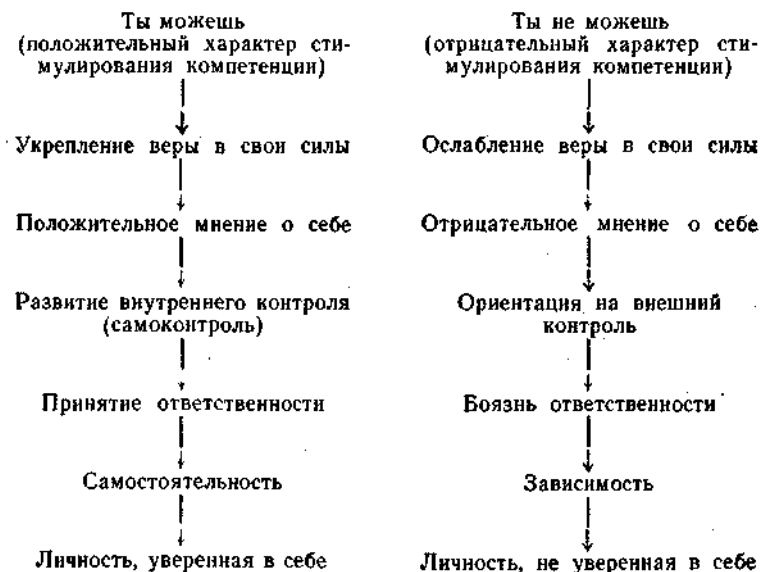 Ты можешь
(положительный характер сти-
мулирования компетенции)
Укрепление веры в свои силы
Положительное мнение о себе
Развитие внутреннего контроля
(самоконтроль)
Принятие ответственности
Самостоятельность
Личность, уверенная в себе
Ты не можешь
(отрицательный характер сти-
мулирования компетенции)
Ослабление веры в свои силы
Отрицательное мнение о себе
Ориентация на внешний
контроль
Боязнь ответственности
Зависимость
Личность, не уверенная в себе